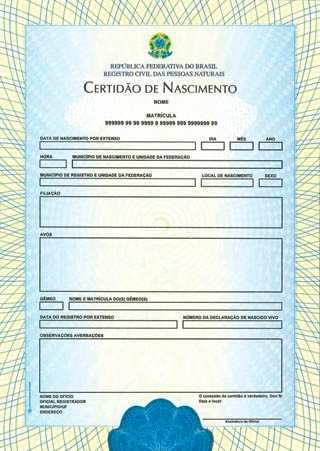 REPÚBLICA FEDERATIVA DO BRASIL
REGISTRO CIVIL DAS PESSOAS NATURAIS
CERTIDÃO DE NASCIMENTO
NOME
MATRÍCULA
999999 99 99 9999 9 99999 999 9999999 99
DATA DE NASCIMENTO POR EXTENSO DIA MÊS ANO
HORA MUNICÍPIO DE NASCIMENTO E UNIDADE DA FEDERAÇÃO
MUNICÍPIO DE REGISTRO E UNIDADE DA FEDERAÇÃO LOCAL DE NASCIMENTO SEXO
FILIAÇÃO
AVÓS
GÊMEO NOME E MATRÍCULA DO(S) GÊMEO(S)
DATA DO REGISTRO POR EXTENSO NÚMERO DA DECLARAÇÃO DE NASCIDO VIVO
OBSERVAÇÕES AVERBAÇÕES
NOME DO OFÍCIO O conteúdo da certidão é verdadeiro. Dou fé
OFICIAL REGISTRADOR Data e local:
MUNICÍPIO/UF
ENDEREÇO
Assinatura do Oficial